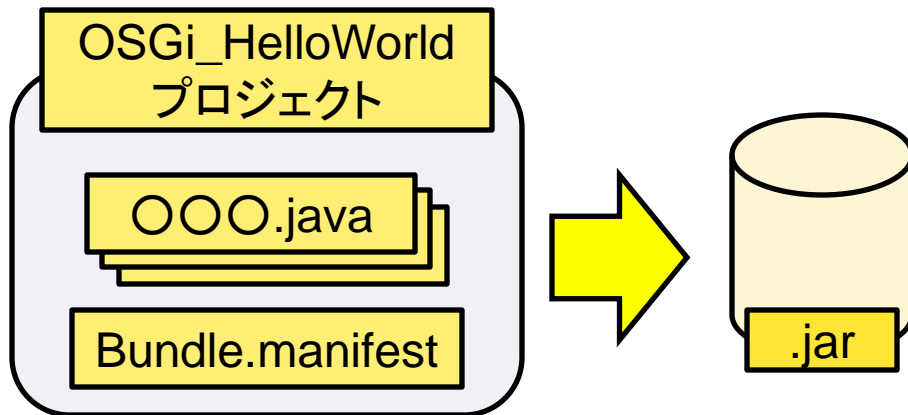 OSGi_HelloWorld
プロジェクト
〇〇〇.java
Bundle.manifest
.jar